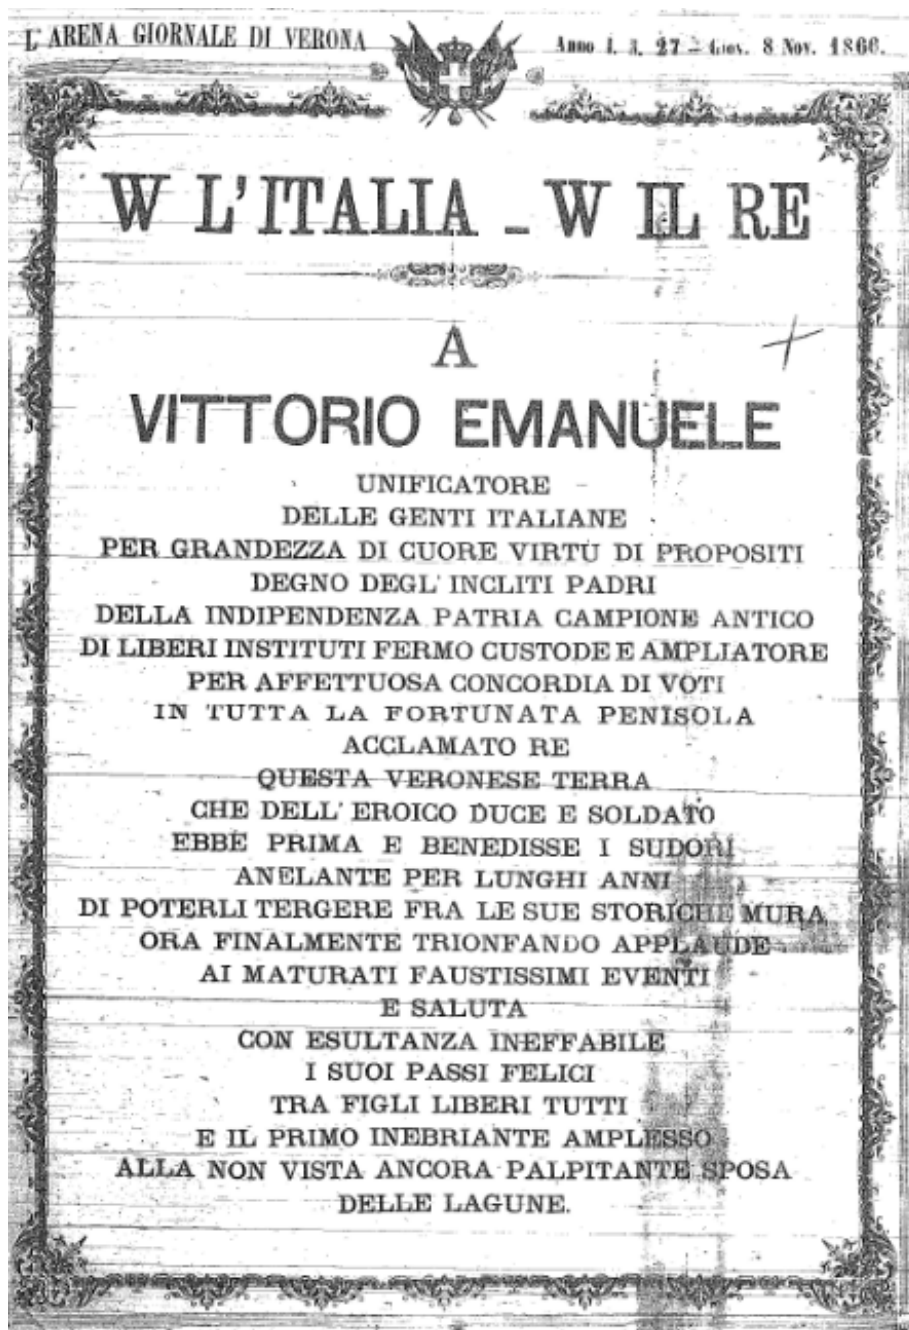 L'ARENA GIORNALE DI VERONA
Anno I. n. 27 - Giov. 8 Nov. 1866.
W L'ITALIA - W IL RE
A
VITTORIO EMANUELE
UNIFICATORE
DELLE GENTI ITALIANE
PER GRANDEZZA DI CUORE VIRTÙ DI PROPOSITI
DEGNO DEGL' INCLITI PADRI
DELLA INDIPENDENZA PATRIA CAMPIONE ANTICO
DI LIBERI INSTITUTI FERMO CUSTODE E AMPLIATORE
PER AFFETTUOSA CONCORDIA DI VOTI
IN TUTTA LA FORTUNATA PENISOLA
ACCLAMATO RE
QUESTA VERONESE TERRA
CHE DELL' EROICO DUCE E SOLDATO
EBBE PRIMA E BENEDISSE I SUDORI
ANELANTE PER LUNGHI ANNI
DI POTERLI TERGERE FRA LE SUE STORICHE MURA
ORA FINALMENTE TRIONFANDO APPLAUDE
AI MATURATI FAUSTISSIMI EVENTI
E SALUTA
CON ESULTANZA INEFFABILE
I SUOI PASSI FELICI
TRA FIGLI LIBERI TUTTI
E IL PRIMO INEBRIANTE AMPLESSO
ALLA NON VISTA ANCORA PALPITANTE SPOSA
DELLE LAGUNE.